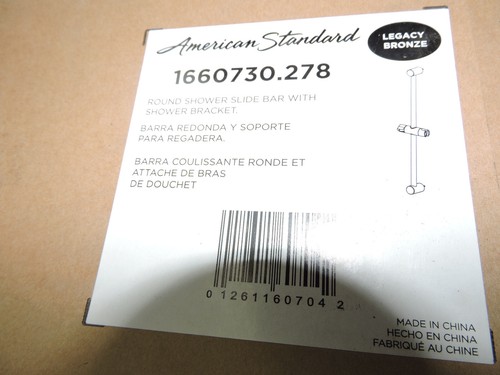 American Standard
LEGACY
BRONZE
1660730.278
ROUND SHOWER SLIDE BAR WITH
SHOWER BRACKET.
BARRA REDONDA Y SOPORTE
PARA REGADERA.
BARRA COULISSANTE RONDE ET
ATTACHE DE BRAS
DE DOUCHET
0 12611 60704 2
MADE IN CHINA
HECHO EN CHINA
FABRIQUÉ AU CHINE